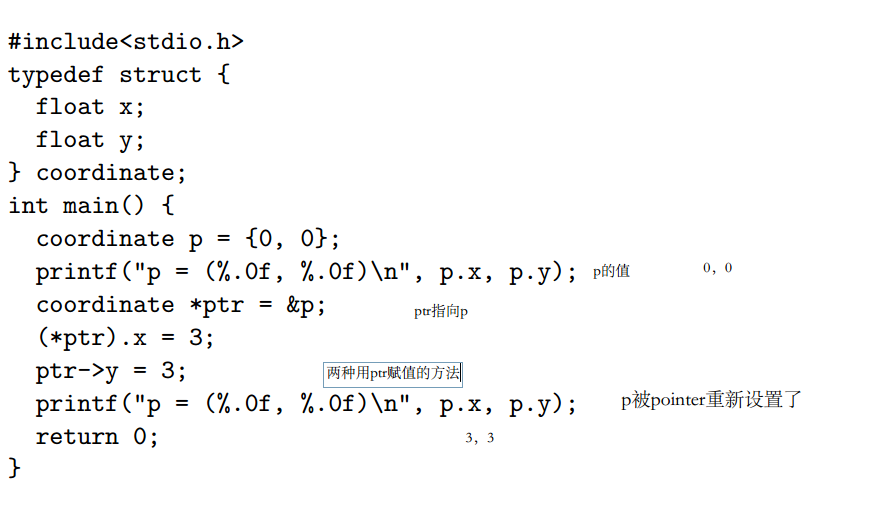 #include<stdio.h>
typedef struct {
  float x;
  float y;
} coordinate;
int main() {
  coordinate p = {0, 0};
  printf("p = (%.0f, %.0f)\n", p.x, p.y); p的值 0，0
  coordinate *ptr = &p; ptr指向p
  (*ptr).x = 3;
  ptr->y = 3; 两种用ptr赋值的方法
  printf("p = (%.0f, %.0f)\n", p.x, p.y); p被pointer重新设置了
  return 0; 3，3
}